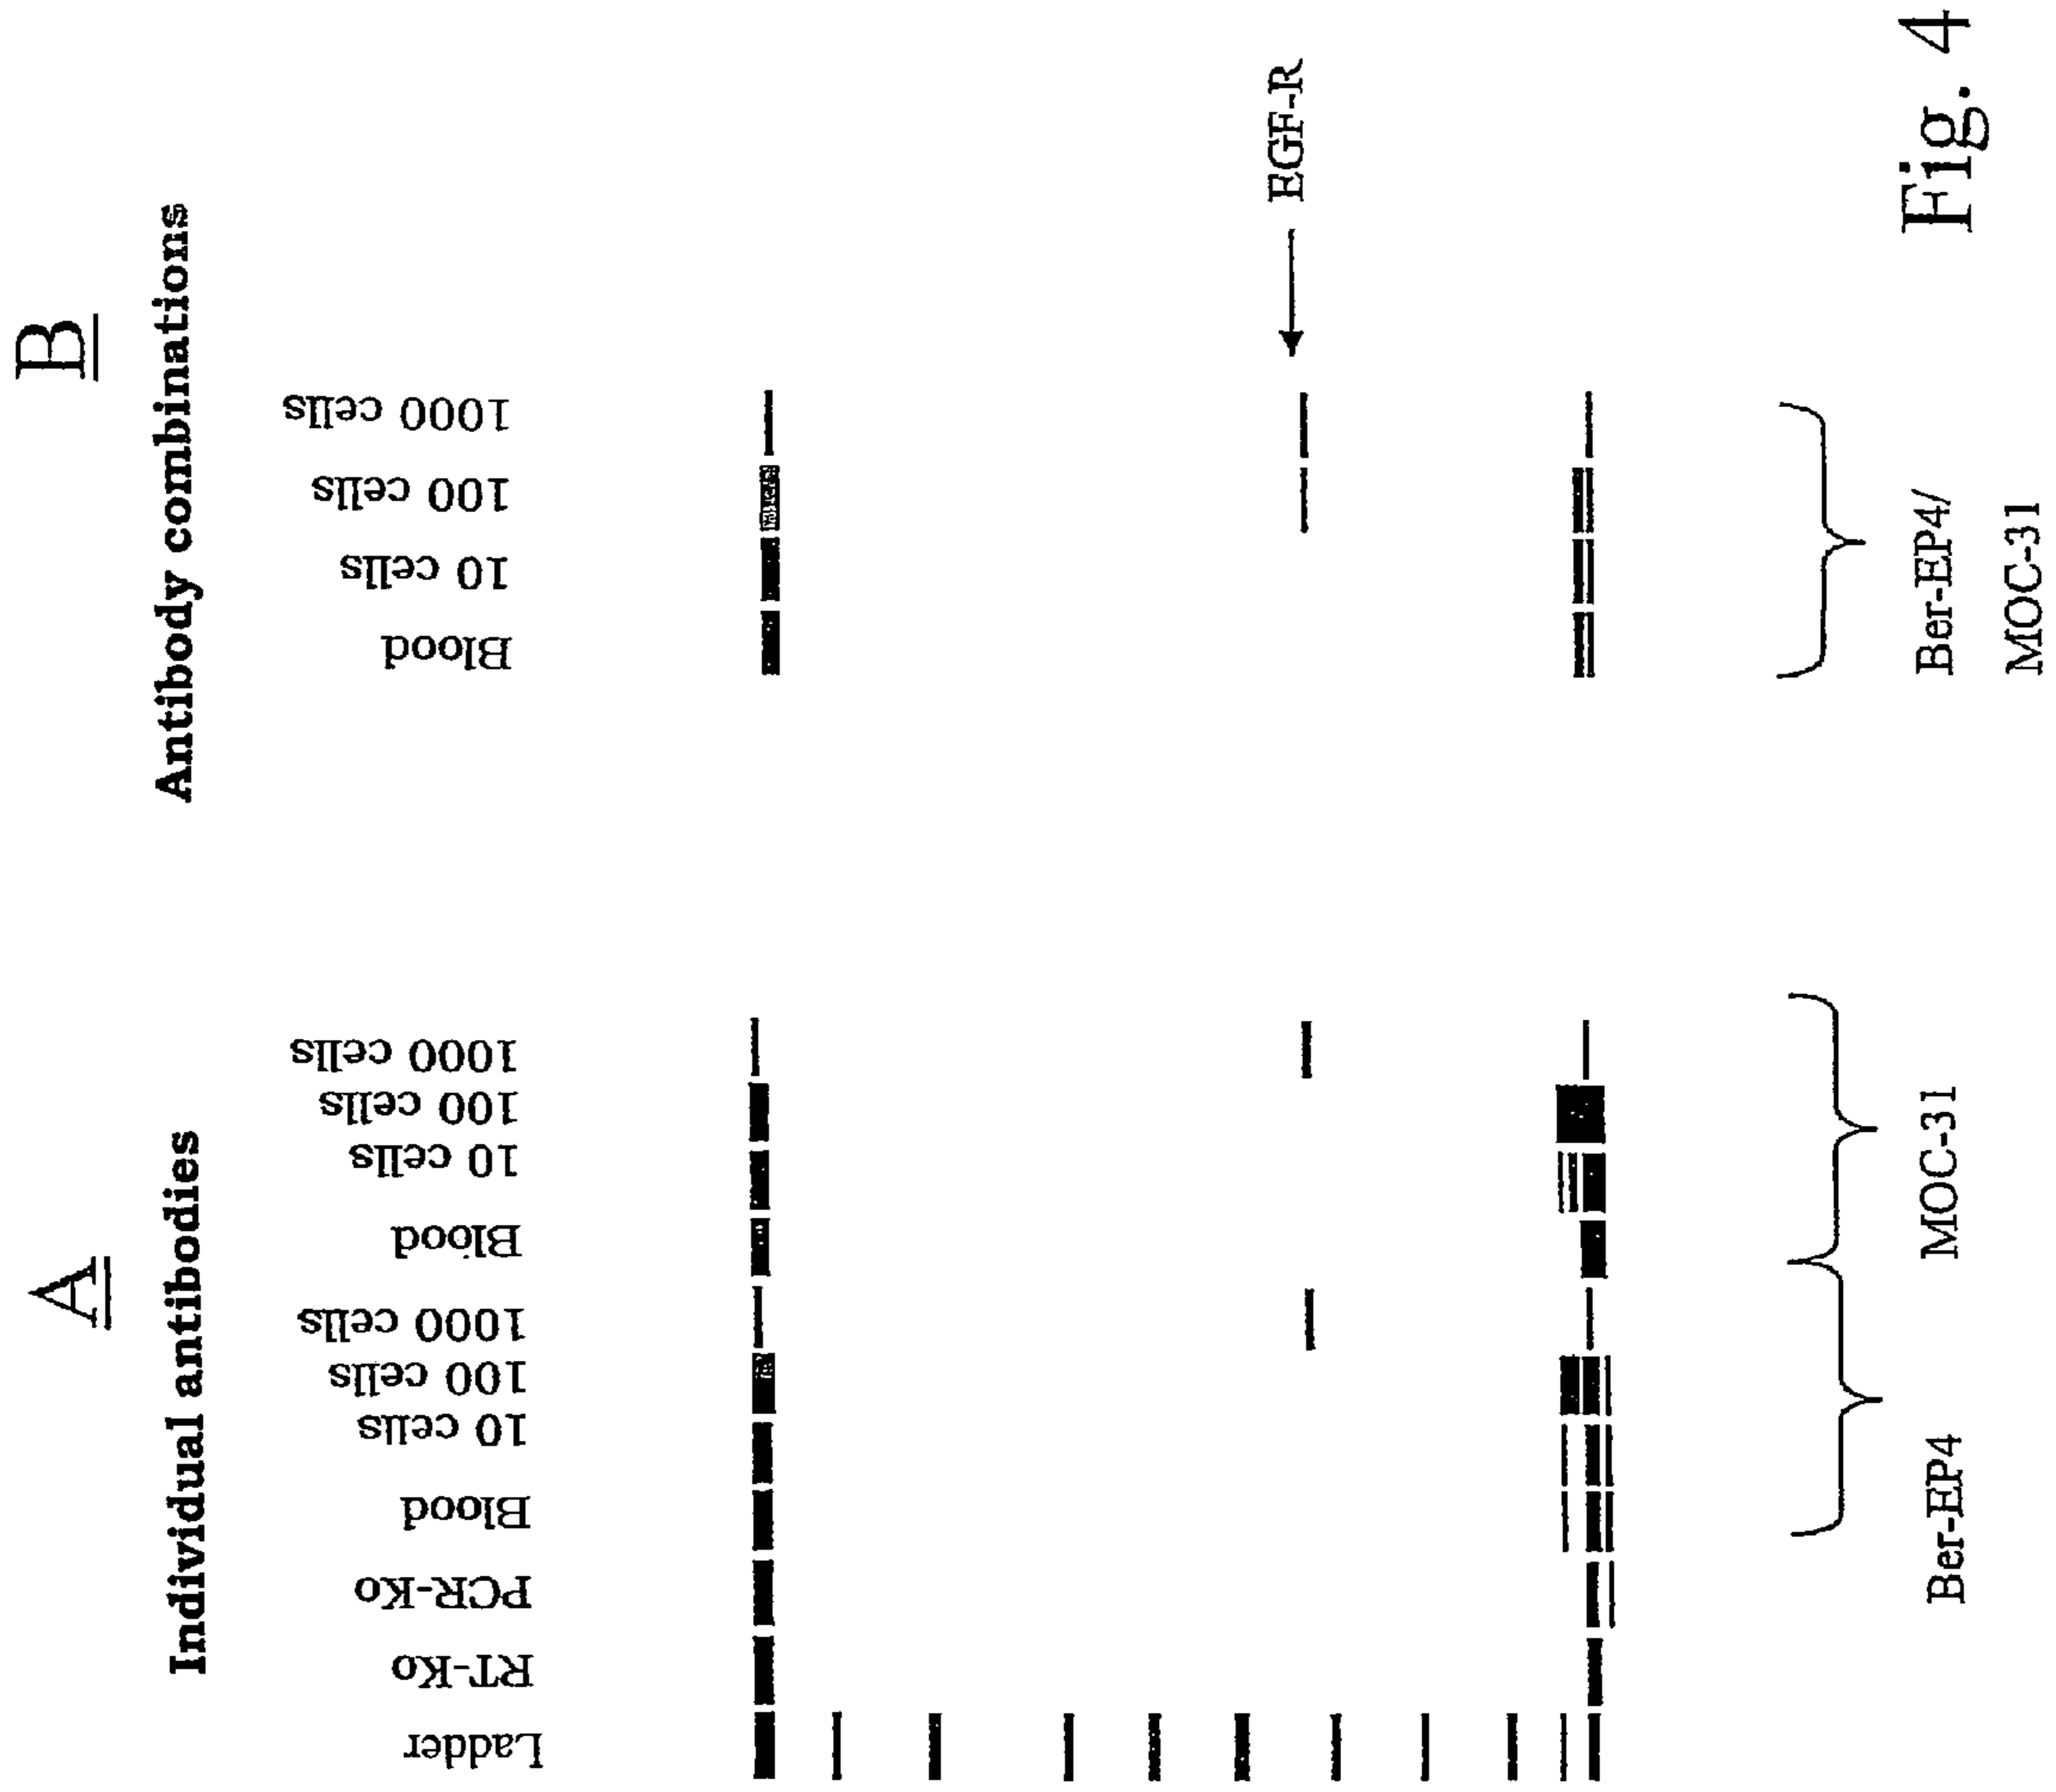 A
Individual antibodies
Ladder
RT-Ko
PCR-Ko
Blood
10 cells
100 cells
1000 cells
Blood
10 cells
100 cells
1000 cells
Ber-EP4
MOC-31
B
Antibody combinations
Blood
10 cells
100 cells
1000 cells
EGF-R
Ber-EP4/
MOC-31
Fig. 4